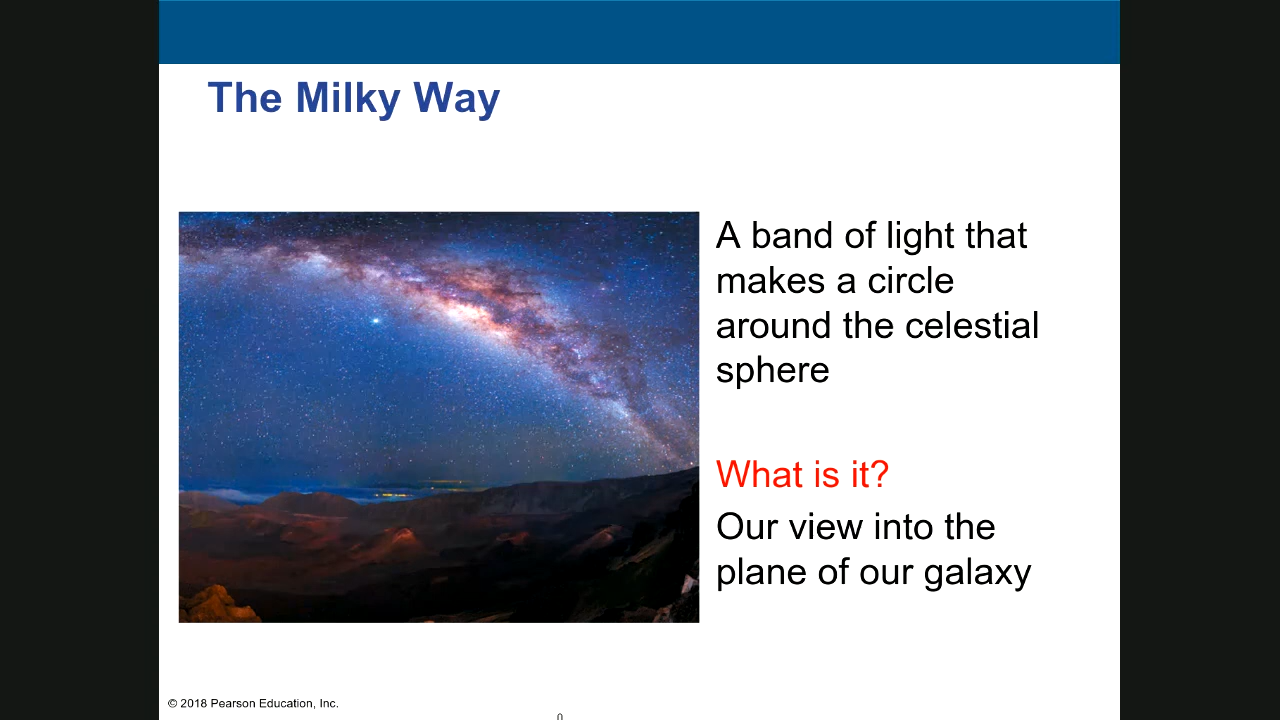 The Milky Way
A band of light that
makes a circle
around the celestial
sphere
What is it?
Our view into the
plane of our galaxy
© 2018 Pearson Education, Inc.
0